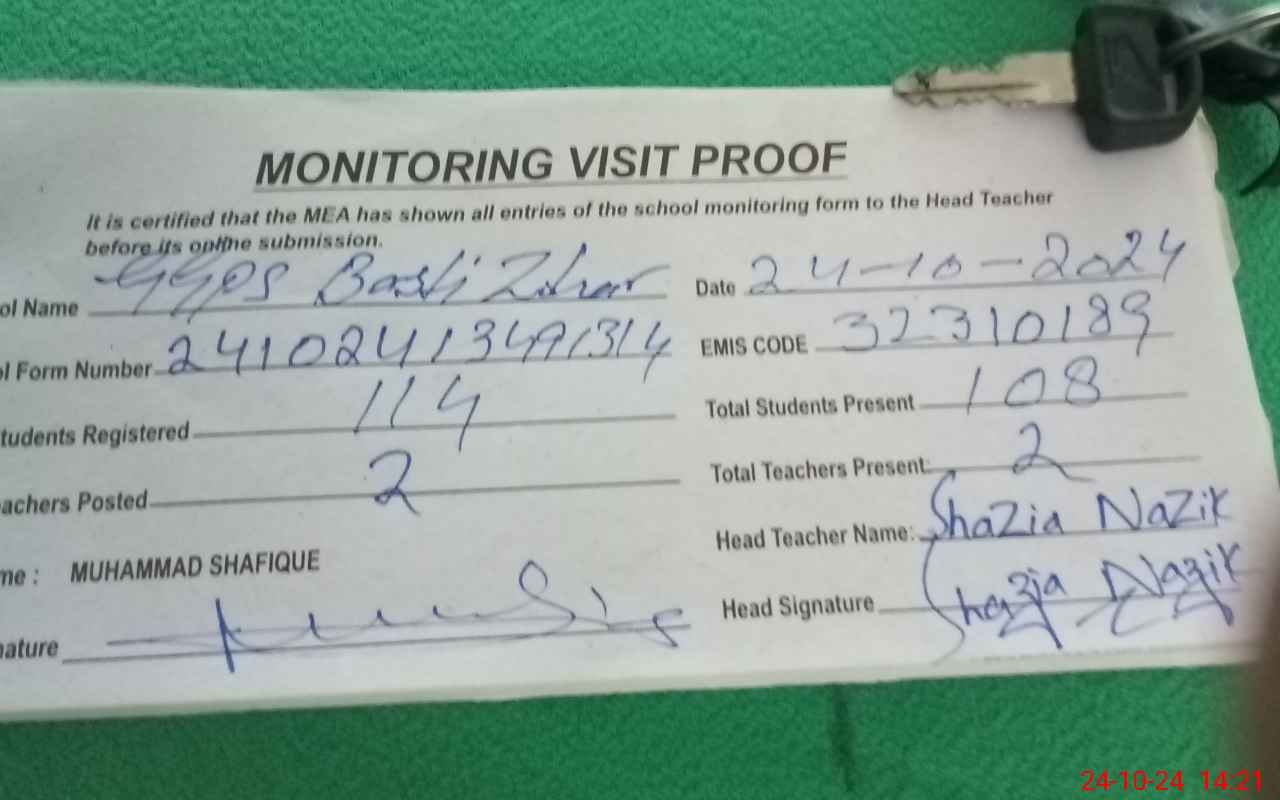 MONITORING VISIT PROOF
It is certified that the MEA has shown all entries of the school monitoring form to the Head Teacher
before its online submission.
ol Name GGPS Basti Date 24-10-2024
ol Form Number 24102413491314 EMIS CODE 32310189
tudents Registered 114 Total Students Present 108
achers Posted 2 Total Teachers Present: 2
me : MUHAMMAD SHAFIQUE Head Teacher Name: Shazia Nazik
nature Head Signature Shazia Nazik
24-10-24 14:21